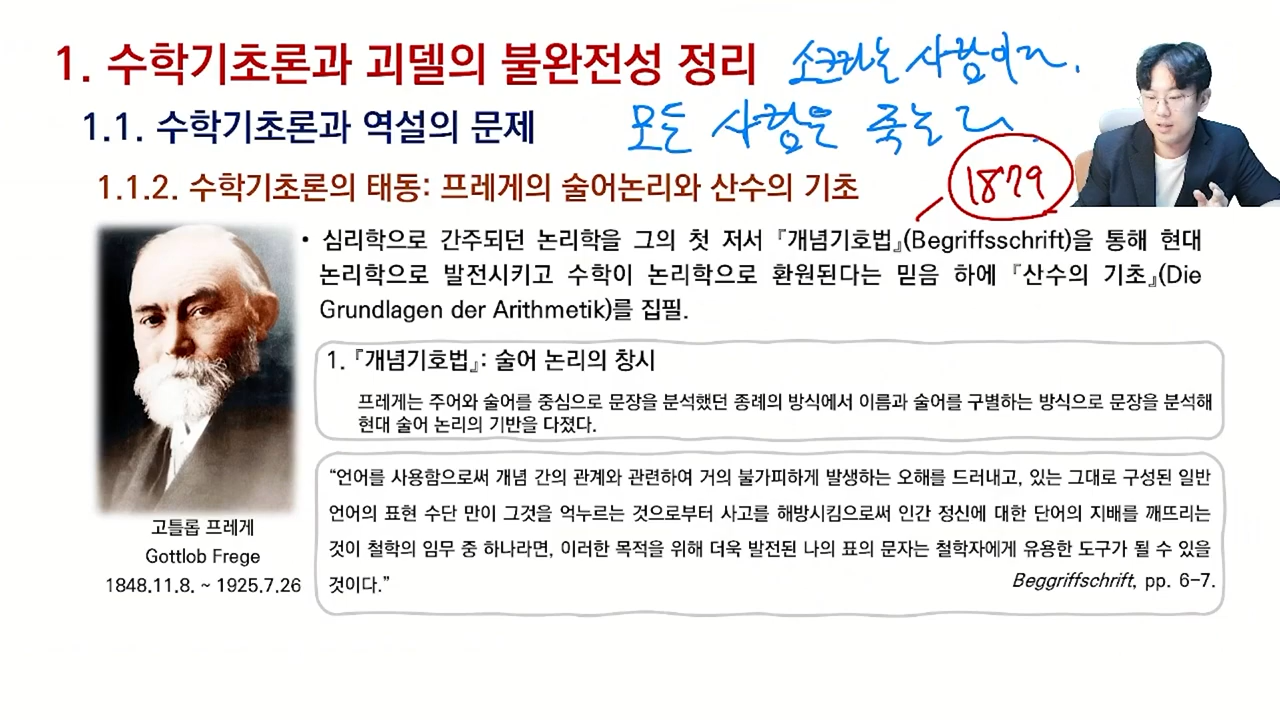 1. 수학기초론과 괴델의 불완전성 정리
소크라는 사람이다.
1.1. 수학기초론과 역설의 문제
모든 사람은 죽는다.
1.1.2. 수학기초론의 태동: 프레게의 술어논리와 산수의 기초
1879
• 심리학으로 간주되던 논리학을 그의 첫 저서 『개념기호법』(Begriffsschrift)을 통해 현대
논리학으로 발전시키고 수학이 논리학으로 환원된다는 믿음 하에 『산수의 기초』(Die
Grundlagen der Arithmetik)를 집필.
1. 『개념기호법』: 술어 논리의 창시
프레게는 주어와 술어를 중심으로 문장을 분석했던 종례의 방식에서 이름과 술어를 구별하는 방식으로 문장을 분석해
현대 술어 논리의 기반을 다졌다.
“언어를 사용함으로써 개념 간의 관계와 관련하여 거의 불가피하게 발생하는 오해를 드러내고, 있는 그대로 구성된 일반
언어의 표현 수단 만이 그것을 억누르는 것으로부터 사고를 해방시킴으로써 인간 정신에 대한 단어의 지배를 깨뜨리는
것이 철학의 임무 중 하나라면, 이러한 목적을 위해 더욱 발전된 나의 표의 문자는 철학자에게 유용한 도구가 될 수 있을
것이다.”
Beggriffschrift, pp. 6-7.
고틀롭 프레게
Gottlob Frege
1848.11.8. ~ 1925.7.26